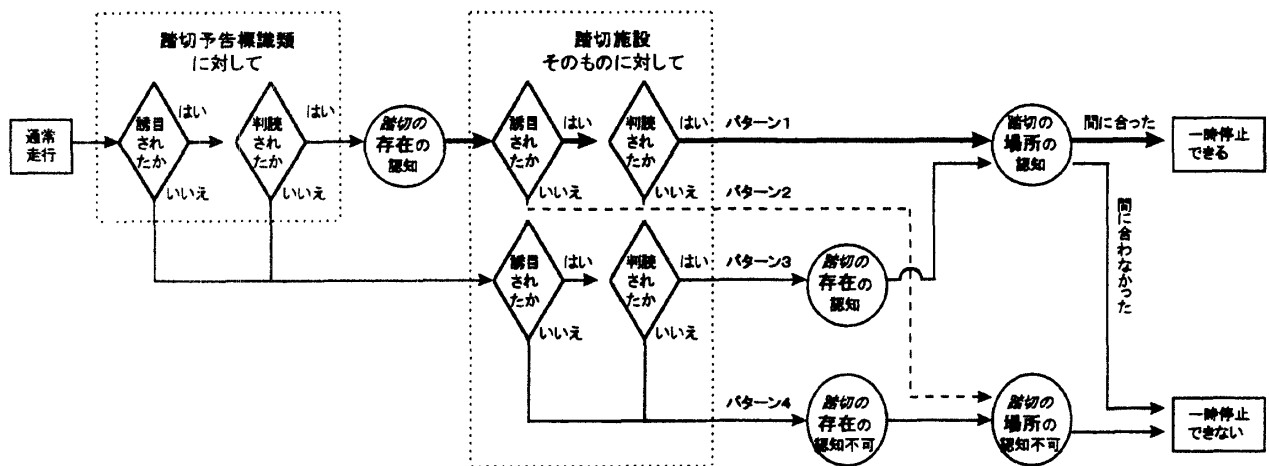 踏切予告標識類
に対して
踏切施設
そのものに対して
通常
走行
誘目
され
たか
はい
いいえ
判読
され
たか
はい
いいえ
踏切の
存在の
認知
誘目
され
たか
はい
いいえ
判読
され
たか
はい
いいえ
パターン1
パターン2
踏切の
場所の
認知
間に合った
一時停止
できる
間に合わなかった
誘目
され
たか
はい
いいえ
判読
され
たか
はい
いいえ
パターン3
踏切の
存在の
認知
パターン4
踏切の
存在の
認知不可
踏切の
場所の
認知不可
一時停止
できない